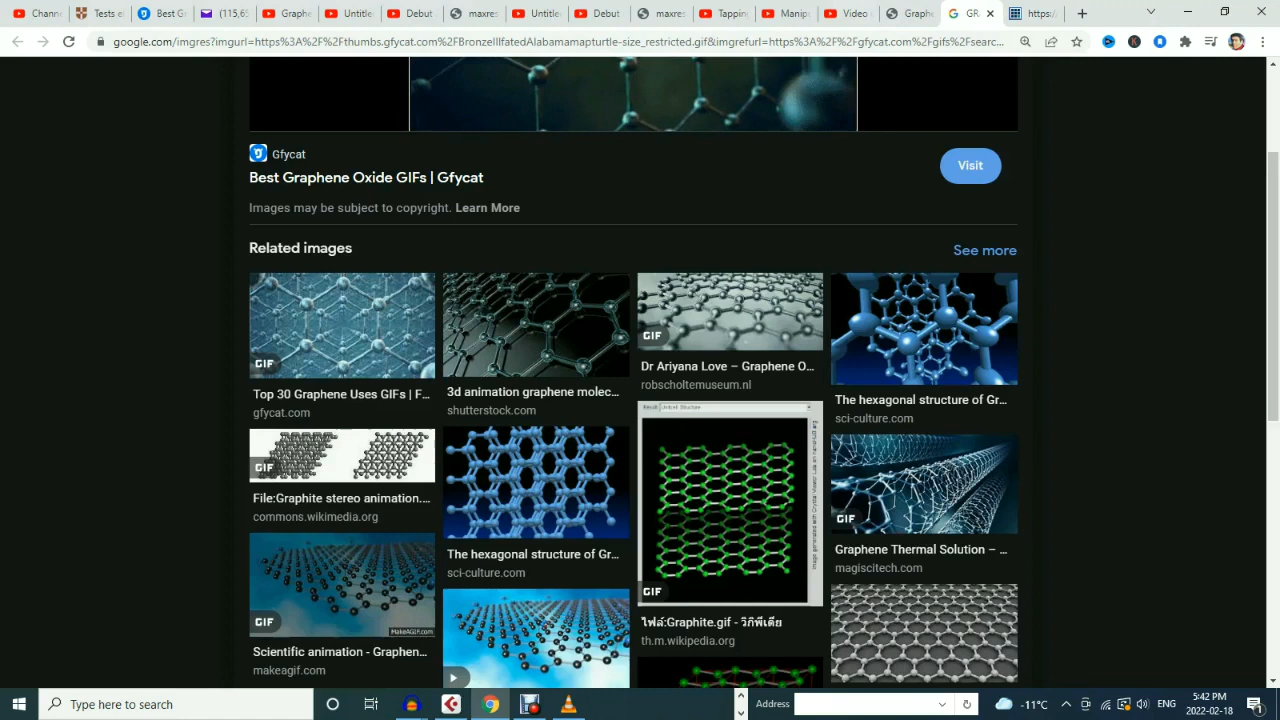 Channe
Tests e
Best Gr
(115,6
Graphe
Untitle
Debut
maxres
Untitle
Debut
maxres
Tapping
Manip
Video
Graphe
GRA
https:/
google.com/imgres?imgurl=https%3A%2F%2Fthumbs.gfycat.com%2FBronzeIllfatedAlabamamapturtle-size_restricted.gif&imgrefurl=https%3A%2F%2Fgfycat.com%2Fgifs%2Fsearc...
Gfycat
Best Graphene Oxide GIFs | Gfycat
Visit
Images may be subject to copyright. Learn More
Related images
See more
GIF
Top 30 Graphene Uses GIFs | F...
gfycat.com
3d animation graphene molec...
shutterstock.com
GIF
Dr Ariyana Love – Graphene O...
robscholtemuseum.nl
The hexagonal structure of Gr...
sci-culture.com
GIF
File:Graphite stereo animation....
commons.wikimedia.org
The hexagonal structure of Gr...
sci-culture.com
GIF
ไฟล์:Graphite.gif - วิกิพีเดีย
th.m.wikipedia.org
GIF
Graphene Thermal Solution – ...
magiscitech.com
GIF
MakeAGIF.com
Scientific animation - Graphen...
makeagif.com
Type here to search
Address
-11°C
ENG
5:42 PM
2022-02-18
1